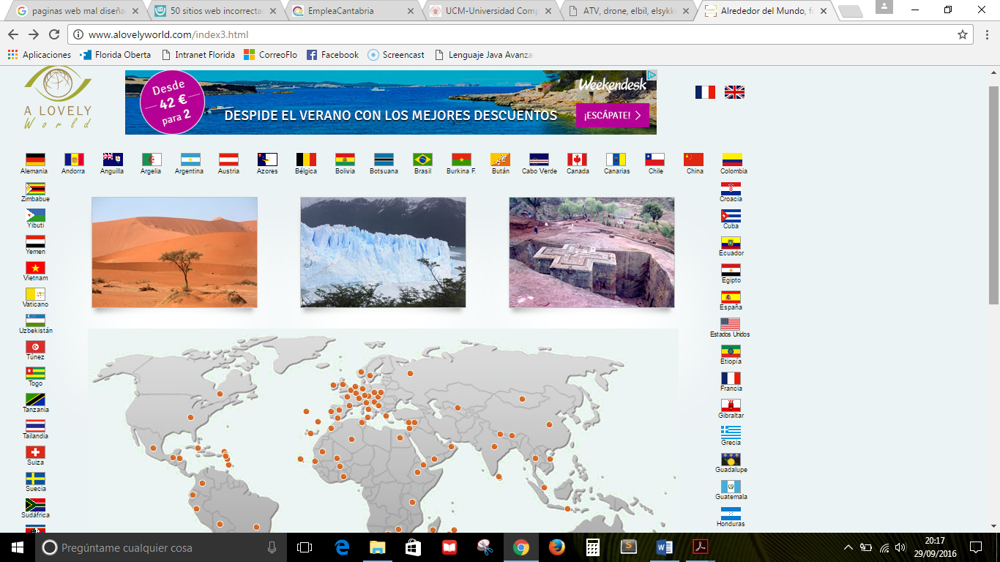 paginas web mal diseña
50 sitios web incorrecta
EmpleaCantabria
UCM-Universidad Comp
ATV, drone, elbil, elsykke
Alrededor del Mundo, fo
www.alovelyworld.com/index3.html
Aplicaciones
Florida Oberta
Intranet Florida
CorreoFlo
Facebook
Screencast
Lenguaje Java Avanza
A LOVELY
World
Desde
42 €
para 2
DESPIDE EL VERANO CON LOS MEJORES DESCUENTOS
Weekendesk
¡ESCÁPATE! >
Alemania Andorra Anguilla Argelia Argentina Austria Azores Bélgica Bolivia Botsuana Brasil Burkina F. Bután Cabo Verde Canada Canarias Chile China Colombia
Zimbabue
Yibuti
Yemen
Vietnam
Vaticano
Uzbekistán
Túnez
Togo
Tanzania
Tailandia
Suiza
Suecia
Sudáfrica
Croacia
Cuba
Ecuador
Egipto
España
Estados Unidos
Etiopía
Francia
Gibraltar
Grecia
Guadalupe
Guatemala
Honduras
Pregúntame cualquier cosa
20:17
29/09/2016